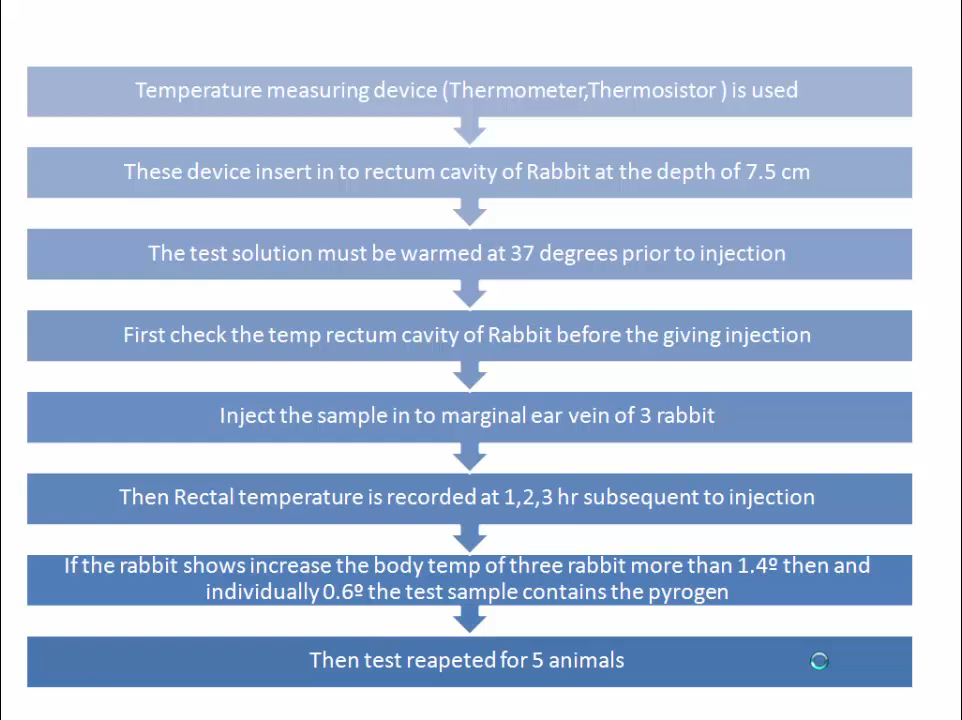 Temperature measuring device (Thermometer,Thermosistor ) is used
These device insert in to rectum cavity of Rabbit at the depth of 7.5 cm
The test solution must be warmed at 37 degrees prior to injection
First check the temp rectum cavity of Rabbit before the giving injection
Inject the sample in to marginal ear vein of 3 rabbit
Then Rectal temperature is recorded at 1,2,3 hr subsequent to injection
If the rabbit shows increase the body temp of three rabbit more than 1.4º then and
individually 0.6º the test sample contains the pyrogen
Then test reapeted for 5 animals